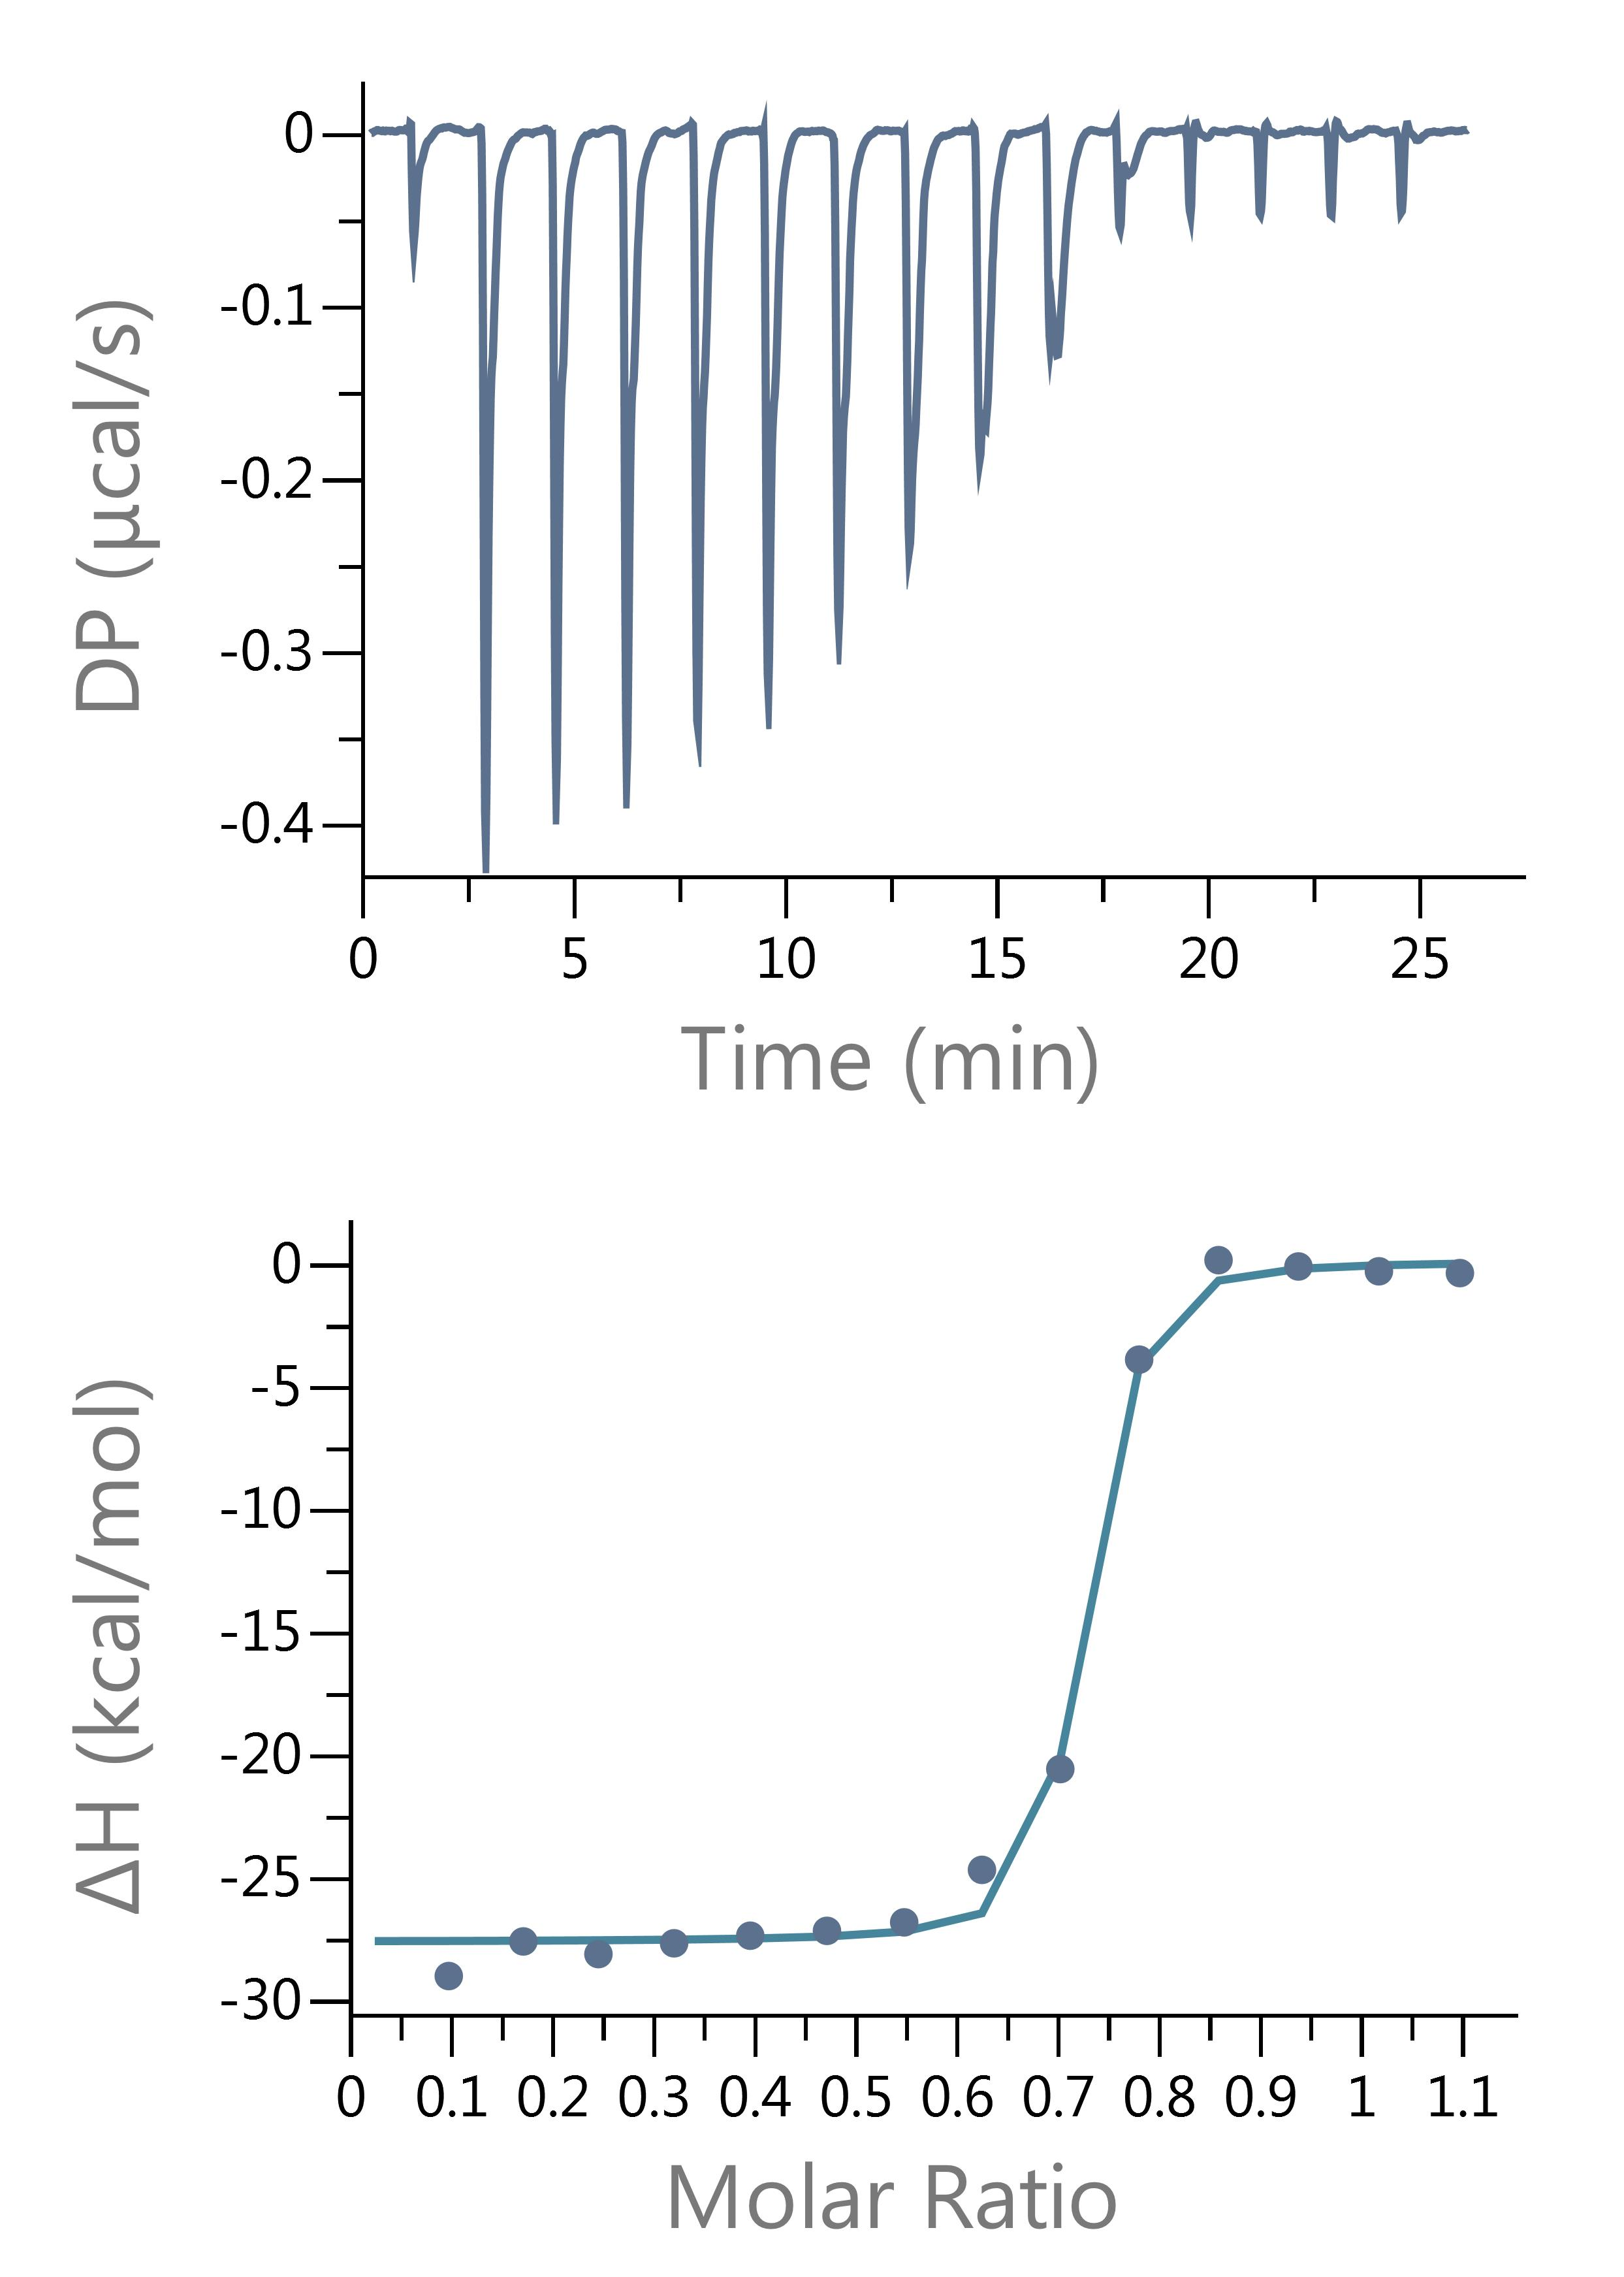 DP (µcal/s)
0
-0.1
-0.2
-0.3
-0.4
0 5 10 15 20 25
Time (min)
ΔH (kcal/mol)
0
-5
-10
-15
-20
-25
-30
0 0.1 0.2 0.3 0.4 0.5 0.6 0.7 0.8 0.9 1 1.1
Molar Ratio